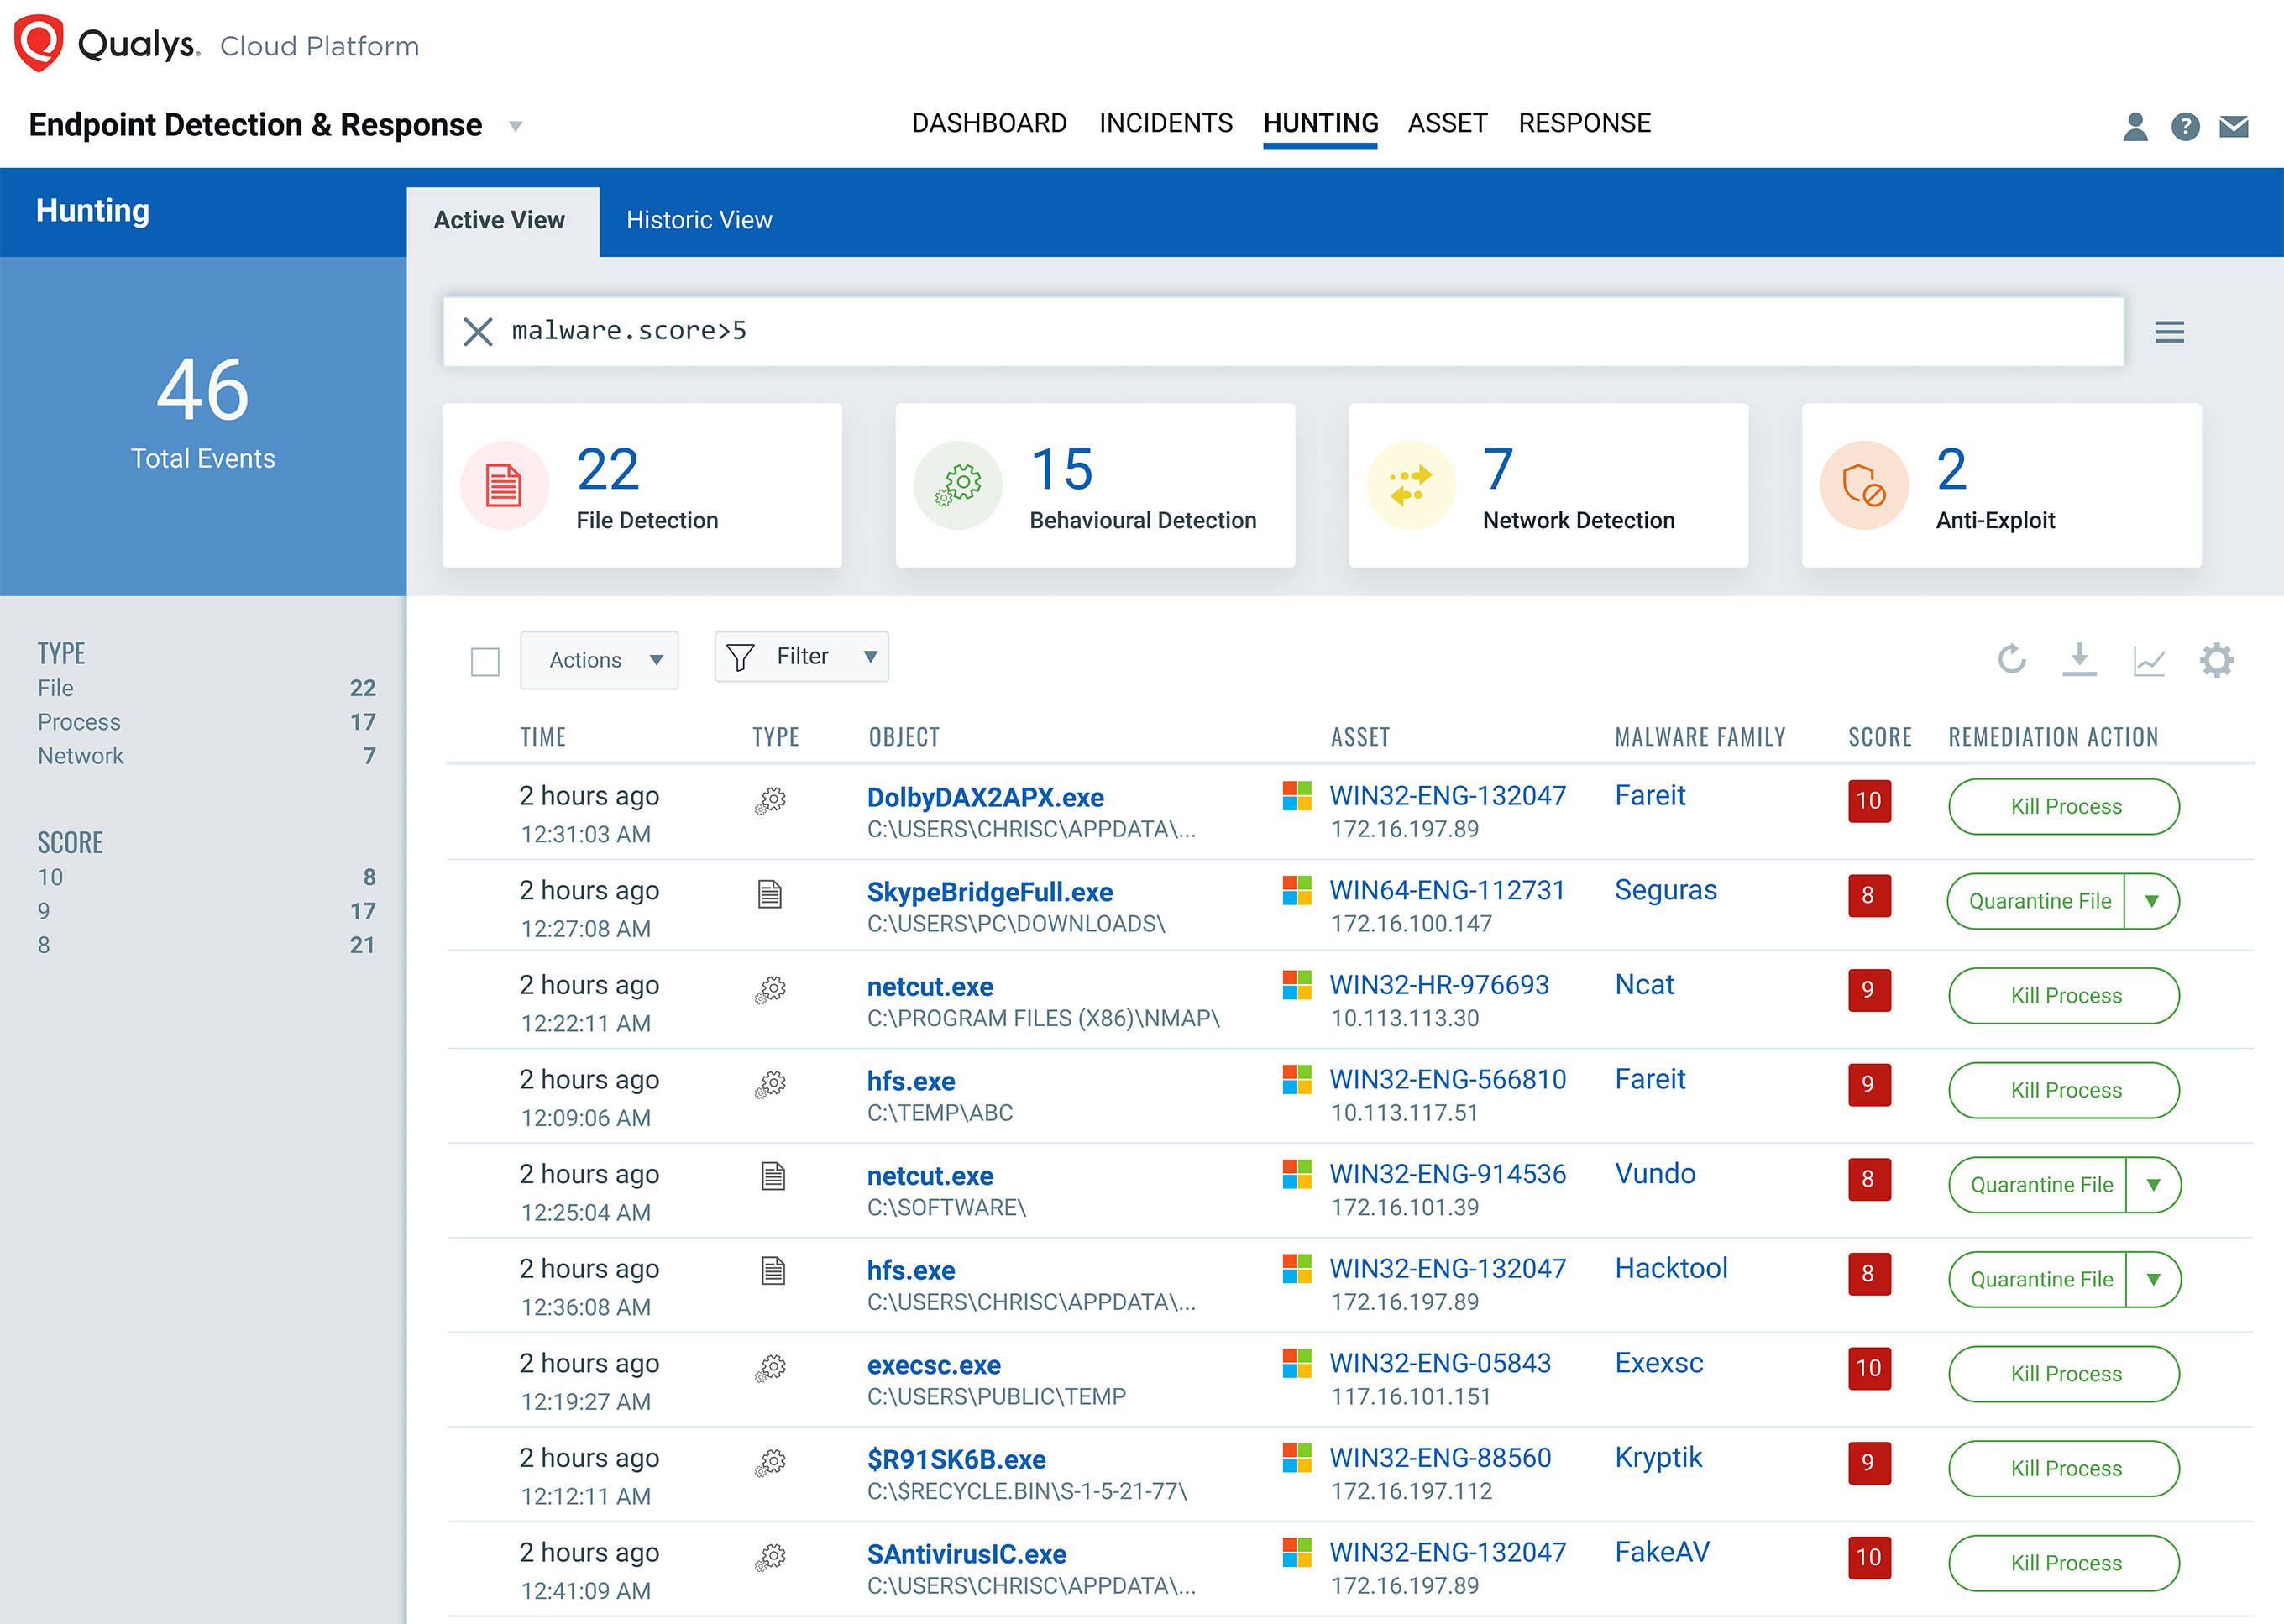 Qualys. Cloud Platform
Endpoint Detection & Response
DASHBOARD INCIDENTS HUNTING ASSET RESPONSE
?
Hunting
Active View Historic View
46
Total Events
malware.score>5
22
File Detection
15
Behavioural Detection
7
Network Detection
2
Anti-Exploit
TYPE
File 22
Process 17
Network 7
SCORE
10 8
9 17
8 21
Actions Filter
TIME TYPE OBJECT ASSET MALWARE FAMILY SCORE REMEDIATION ACTION
2 hours ago DolbyDAX2APX.exe WIN32-ENG-132047 Fareit 10 Kill Process
12:31:03 AM C:\USERS\CHRISC\APPDATA\... 172.16.197.89
2 hours ago SkypeBridgeFull.exe WIN64-ENG-112731 Seguras 8 Quarantine File
12:27:08 AM C:\USERS\PC\DOWNLOADS\ 172.16.100.147
2 hours ago netcut.exe WIN32-HR-976693 Ncat 9 Kill Process
12:22:11 AM C:\PROGRAM FILES (X86)\NMAP\ 10.113.113.30
2 hours ago hfs.exe WIN32-ENG-566810 Fareit 9 Kill Process
12:09:06 AM C:\TEMP\ABC 10.113.117.51
2 hours ago netcut.exe WIN32-ENG-914536 Vundo 8 Quarantine File
12:25:04 AM C:\SOFTWARE\ 172.16.101.39
2 hours ago hfs.exe WIN32-ENG-132047 Hacktool 8 Quarantine File
12:36:08 AM C:\USERS\CHRISC\APPDATA\... 172.16.197.89
2 hours ago execsc.exe WIN32-ENG-05843 Exexsc 10 Kill Process
12:19:27 AM C:\USERS\PUBLIC\TEMP 117.16.101.151
2 hours ago $R91SK6B.exe WIN32-ENG-88560 Kryptik 9 Kill Process
12:12:11 AM C:\$RECYCLE.BIN\S-1-5-21-77\ 172.16.197.112
2 hours ago SAntivirusIC.exe WIN32-ENG-132047 FakeAV 10 Kill Process
12:41:09 AM C:\USERS\CHRISC\APPDATA\... 172.16.197.89